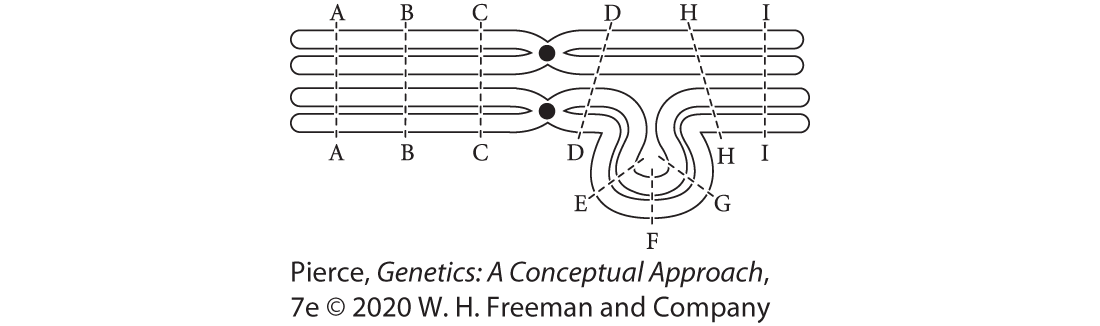 A B C D H I
A B C D H I
E G
F
Pierce, Genetics: A Conceptual Approach,
7e © 2020 W. H. Freeman and Company